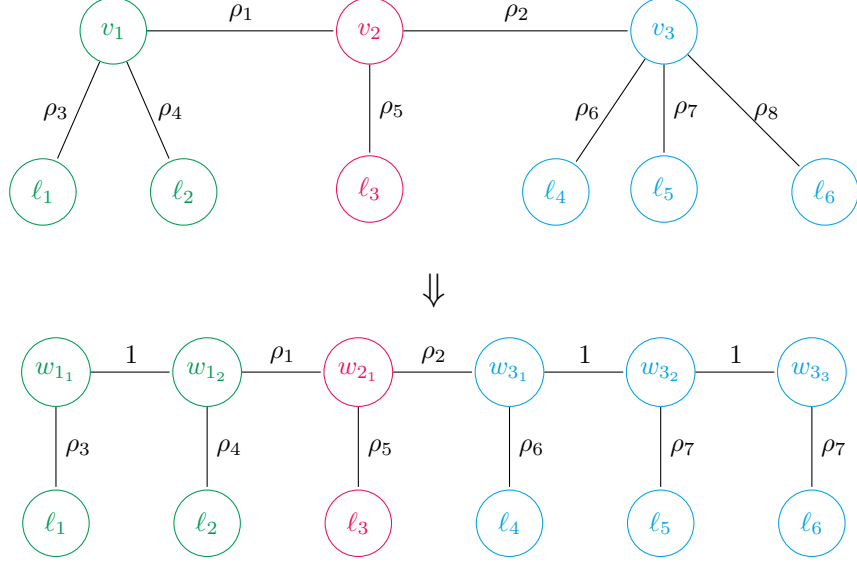 ρ₁ ρ₂
v₁ v₂ v₃
ρ₃ ρ₄ ρ₅ ρ₆ ρ₇ ρ₈
ℓ₁ ℓ₂ ℓ₃ ℓ₄ ℓ₅ ℓ₆
⇓
1 ρ₁ ρ₂ 1 1
w₁₁ w₁₂ w₂₁ w₃₁ w₃₂ w₃₃
ρ₃ ρ₄ ρ₅ ρ₆ ρ₇ ρ₇
ℓ₁ ℓ₂ ℓ₃ ℓ₄ ℓ₅ ℓ₆